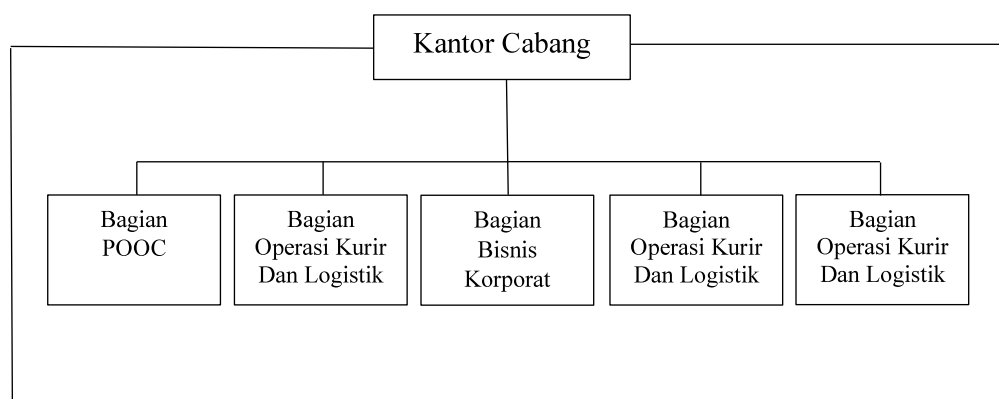 Kantor Cabang
Bagian
POOC
Bagian
Operasi Kurir
Dan Logistik
Bagian
Bisnis
Korporat
Bagian
Operasi Kurir
Dan Logistik
Bagian
Operasi Kurir
Dan Logistik